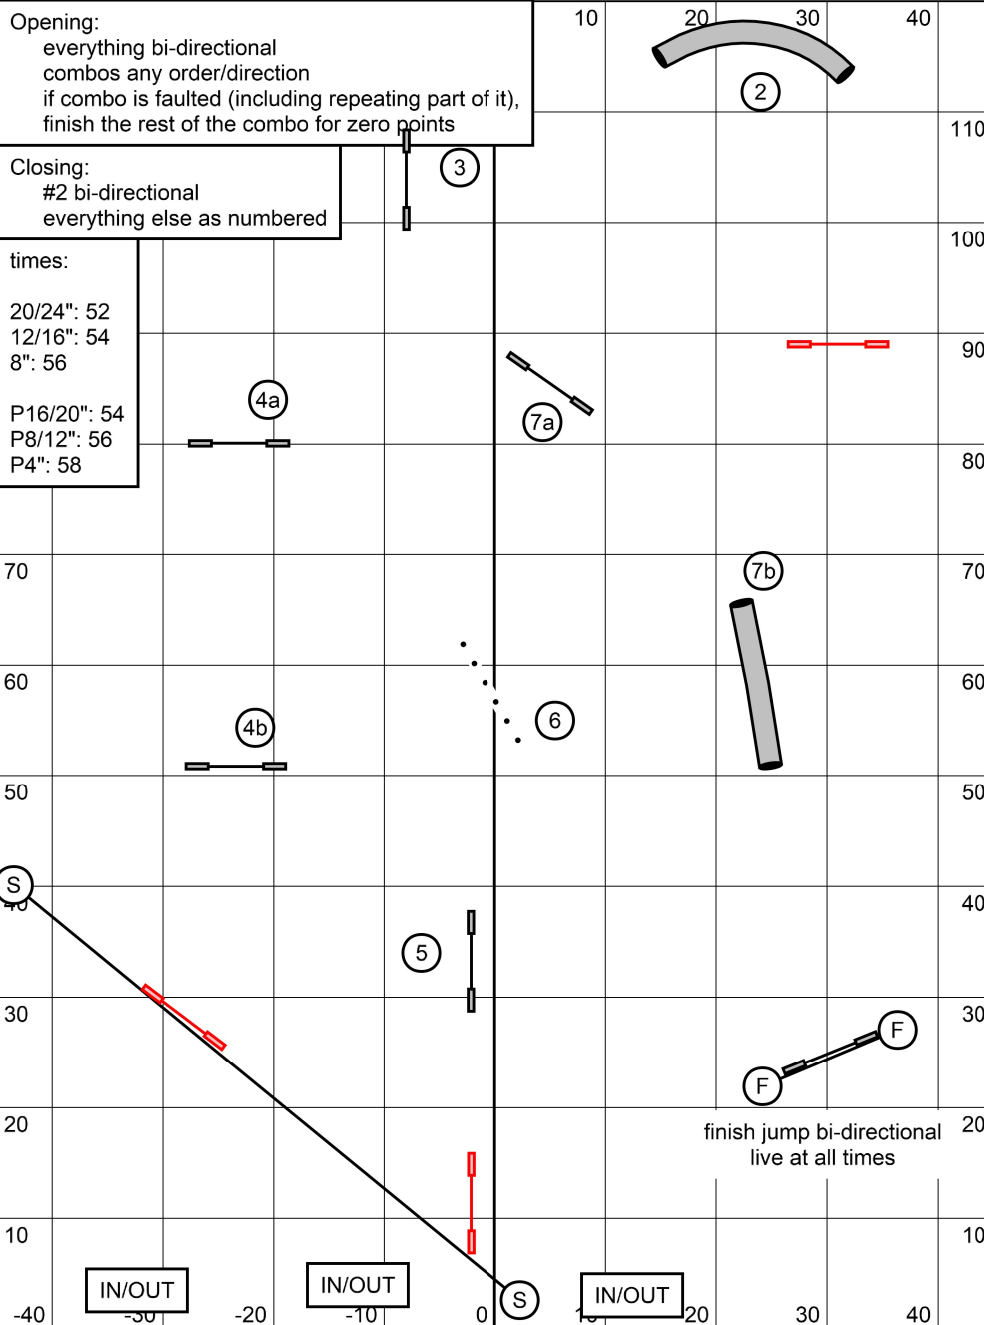 Opening:
everything bi-directional
combos any order/direction
if combo is faulted (including repeating part of it),
finish the rest of the combo for zero points
Closing:
#2 bi-directional
everything else as numbered
times:
20/24": 52
12/16": 54
8": 56
P16/20": 54
P8/12": 56
P4": 58
10 20 30 40
2
110
3
100
90
4a
7a
80
70 7b 70
60 60
6
4b
50 50
S
40 40
5
30 30
F
F
20 20
finish jump bi-directional
live at all times
10 10
IN/OUT IN/OUT IN/OUT
S
-40 -30 -20 -10 0 10 20 30 40